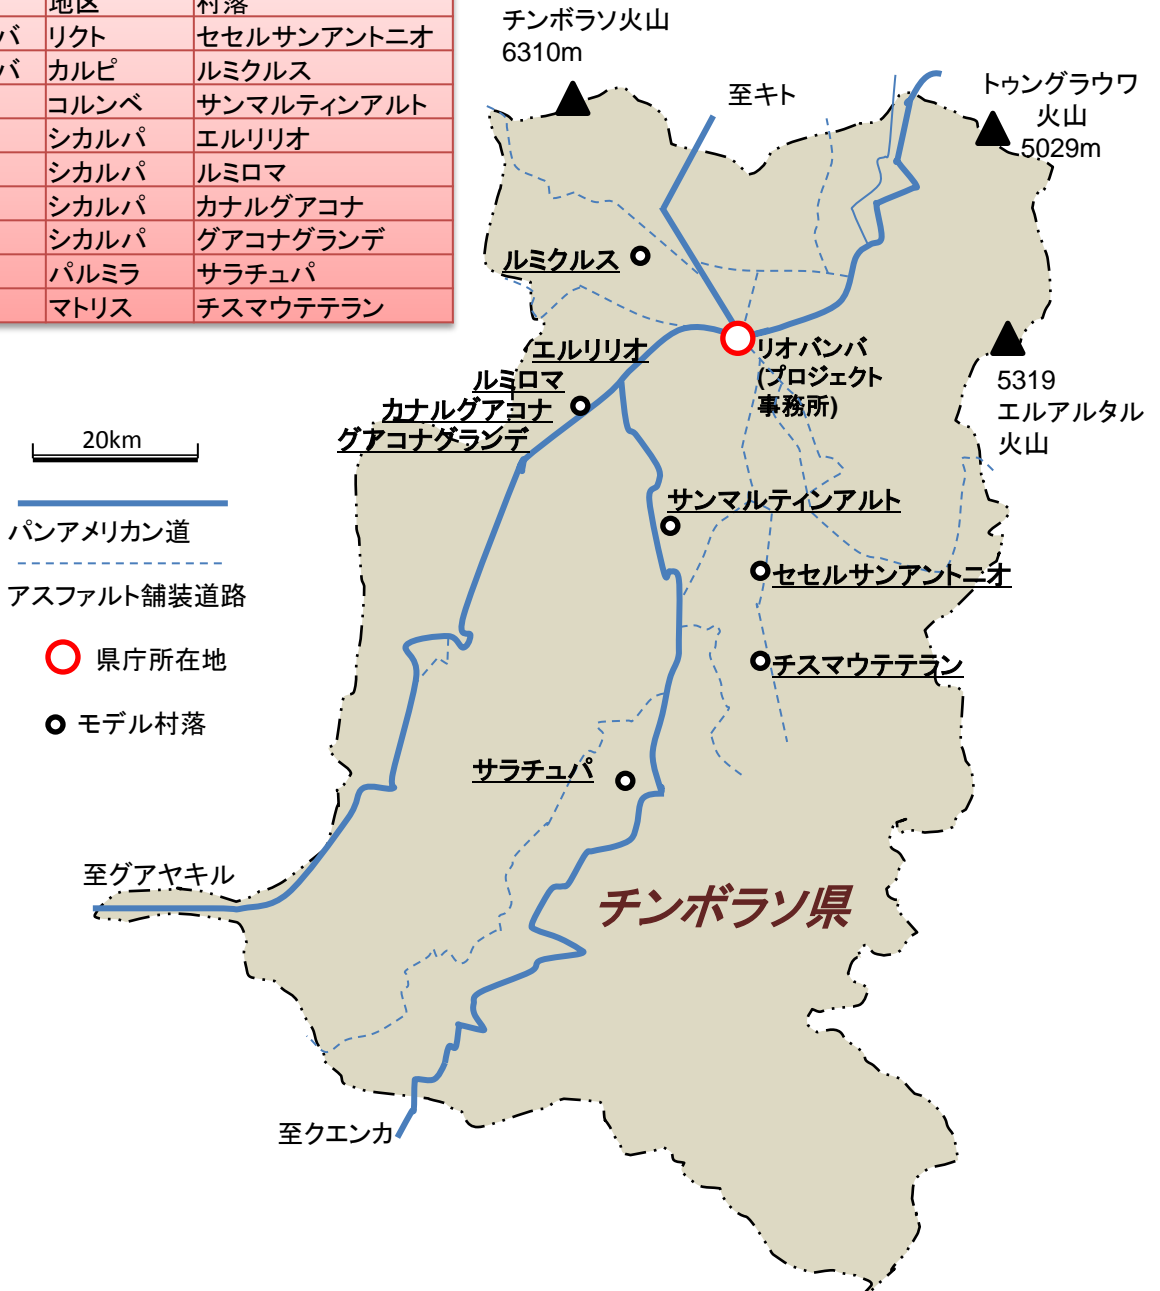 地区 村落
バ リクト セセルサンアントニオ
バ カルピ ルミクルス
コルンベ サンマルティンアルト
シカルパ エルリリオ
シカルパ ルミロマ
シカルパ カナルグアコナ
シカルパ グアコナグランデ
パルミラ サラチュパ
マトリス チスマウテテラン
チンボラソ火山
6310m
至キト
トゥングラウワ
火山
5029m
ルミクルス
リオバンバ
(プロジェクト
事務所)
エルリリオ
ルミロマ
カナルグアコナ
グアコナグランデ
5319
エルアルタル
火山
20km
パンアメリカン道
アスファルト舗装道路
県庁所在地
モデル村落
サンマルティンアルト
セセルサンアントニオ
チスマウテテラン
サラチュパ
至グアヤキル
チンボラソ県
至クエンカ